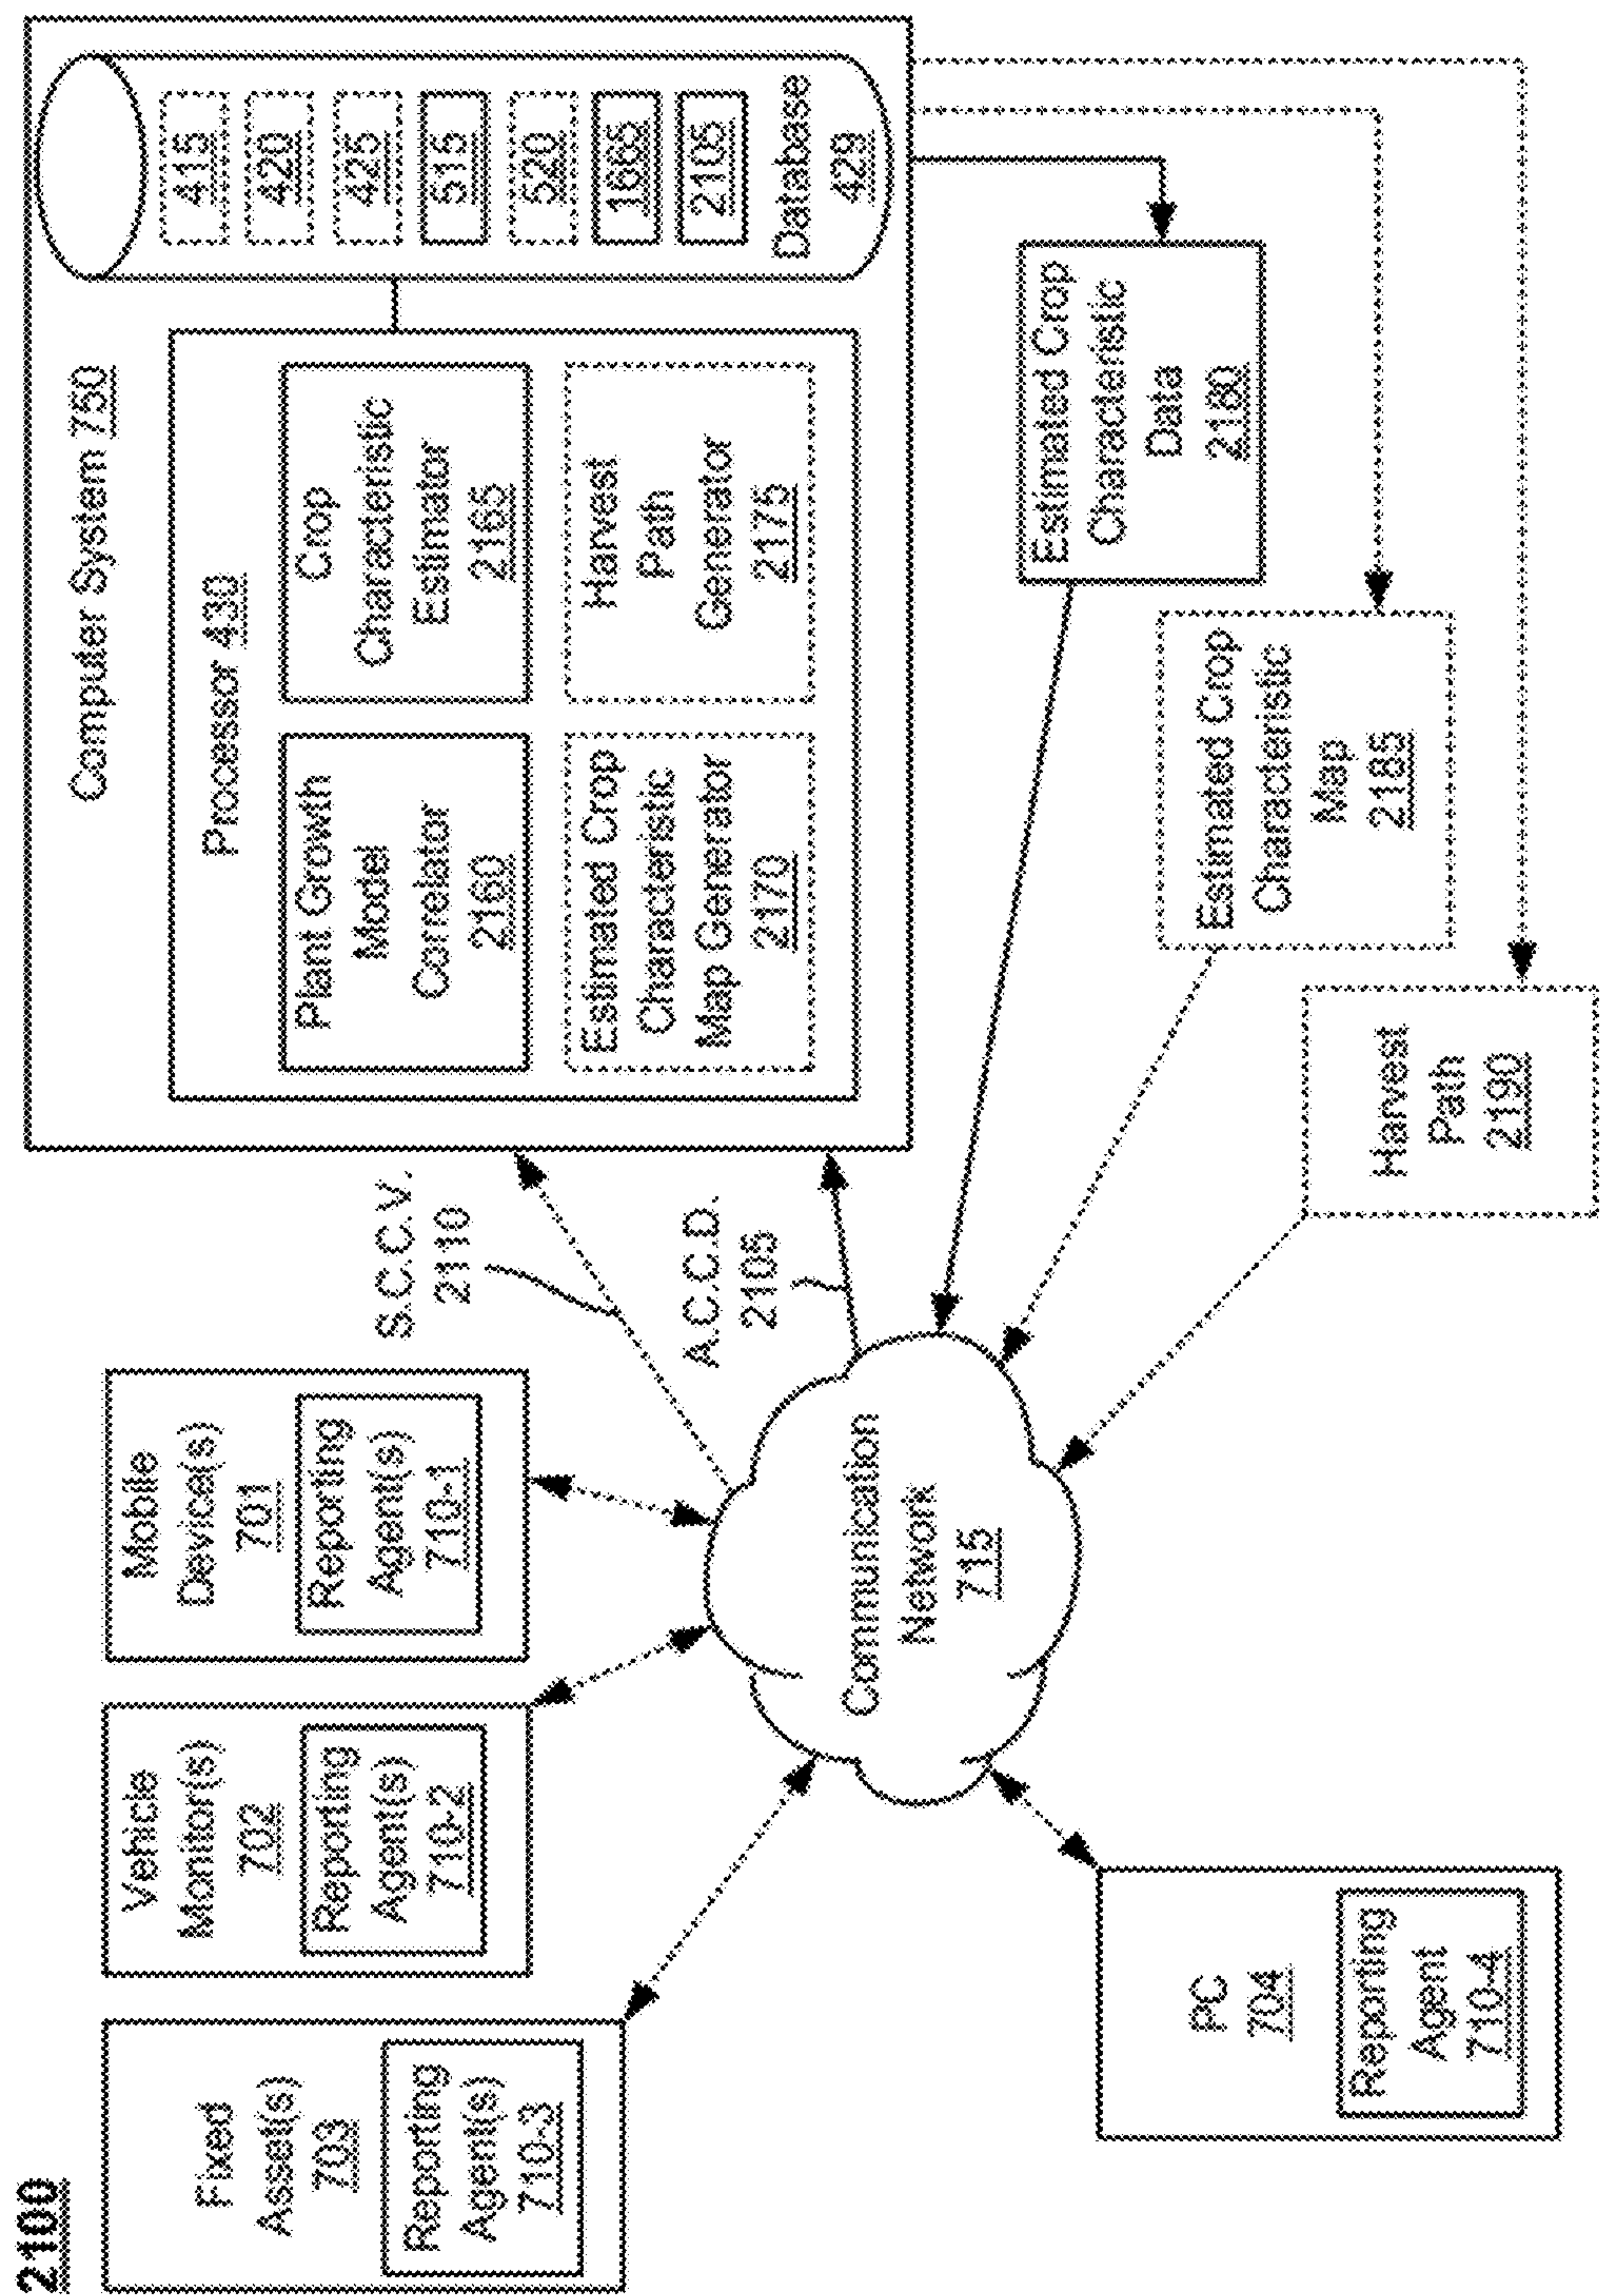 2100
Fixed
Asset(s)
703
Reporting
Agent(s)
710-3
Vehicle
Monitor(s)
702
Reporting
Agent(s)
710-2
Mobile
Device(s)
701
Reporting
Agent(s)
710-1
PC
704
Reporting
Agent
710-4
Communication
Network
715
S.C.C.V.
2110
A.C.C.D.
2105
Computer System 750
Processor 430
Plant Growth
Model
Correlator
2160
Crop
Characteristic
Estimator
2165
Estimated Crop
Characteristic
Map Generator
2170
Harvest
Path
Generator
2175
415
420
425
515
520
1665
2105
Database
429
Estimated Crop
Characteristic
Data
2180
Estimated Crop
Characteristic
Map
2185
Harvest
Path
2190